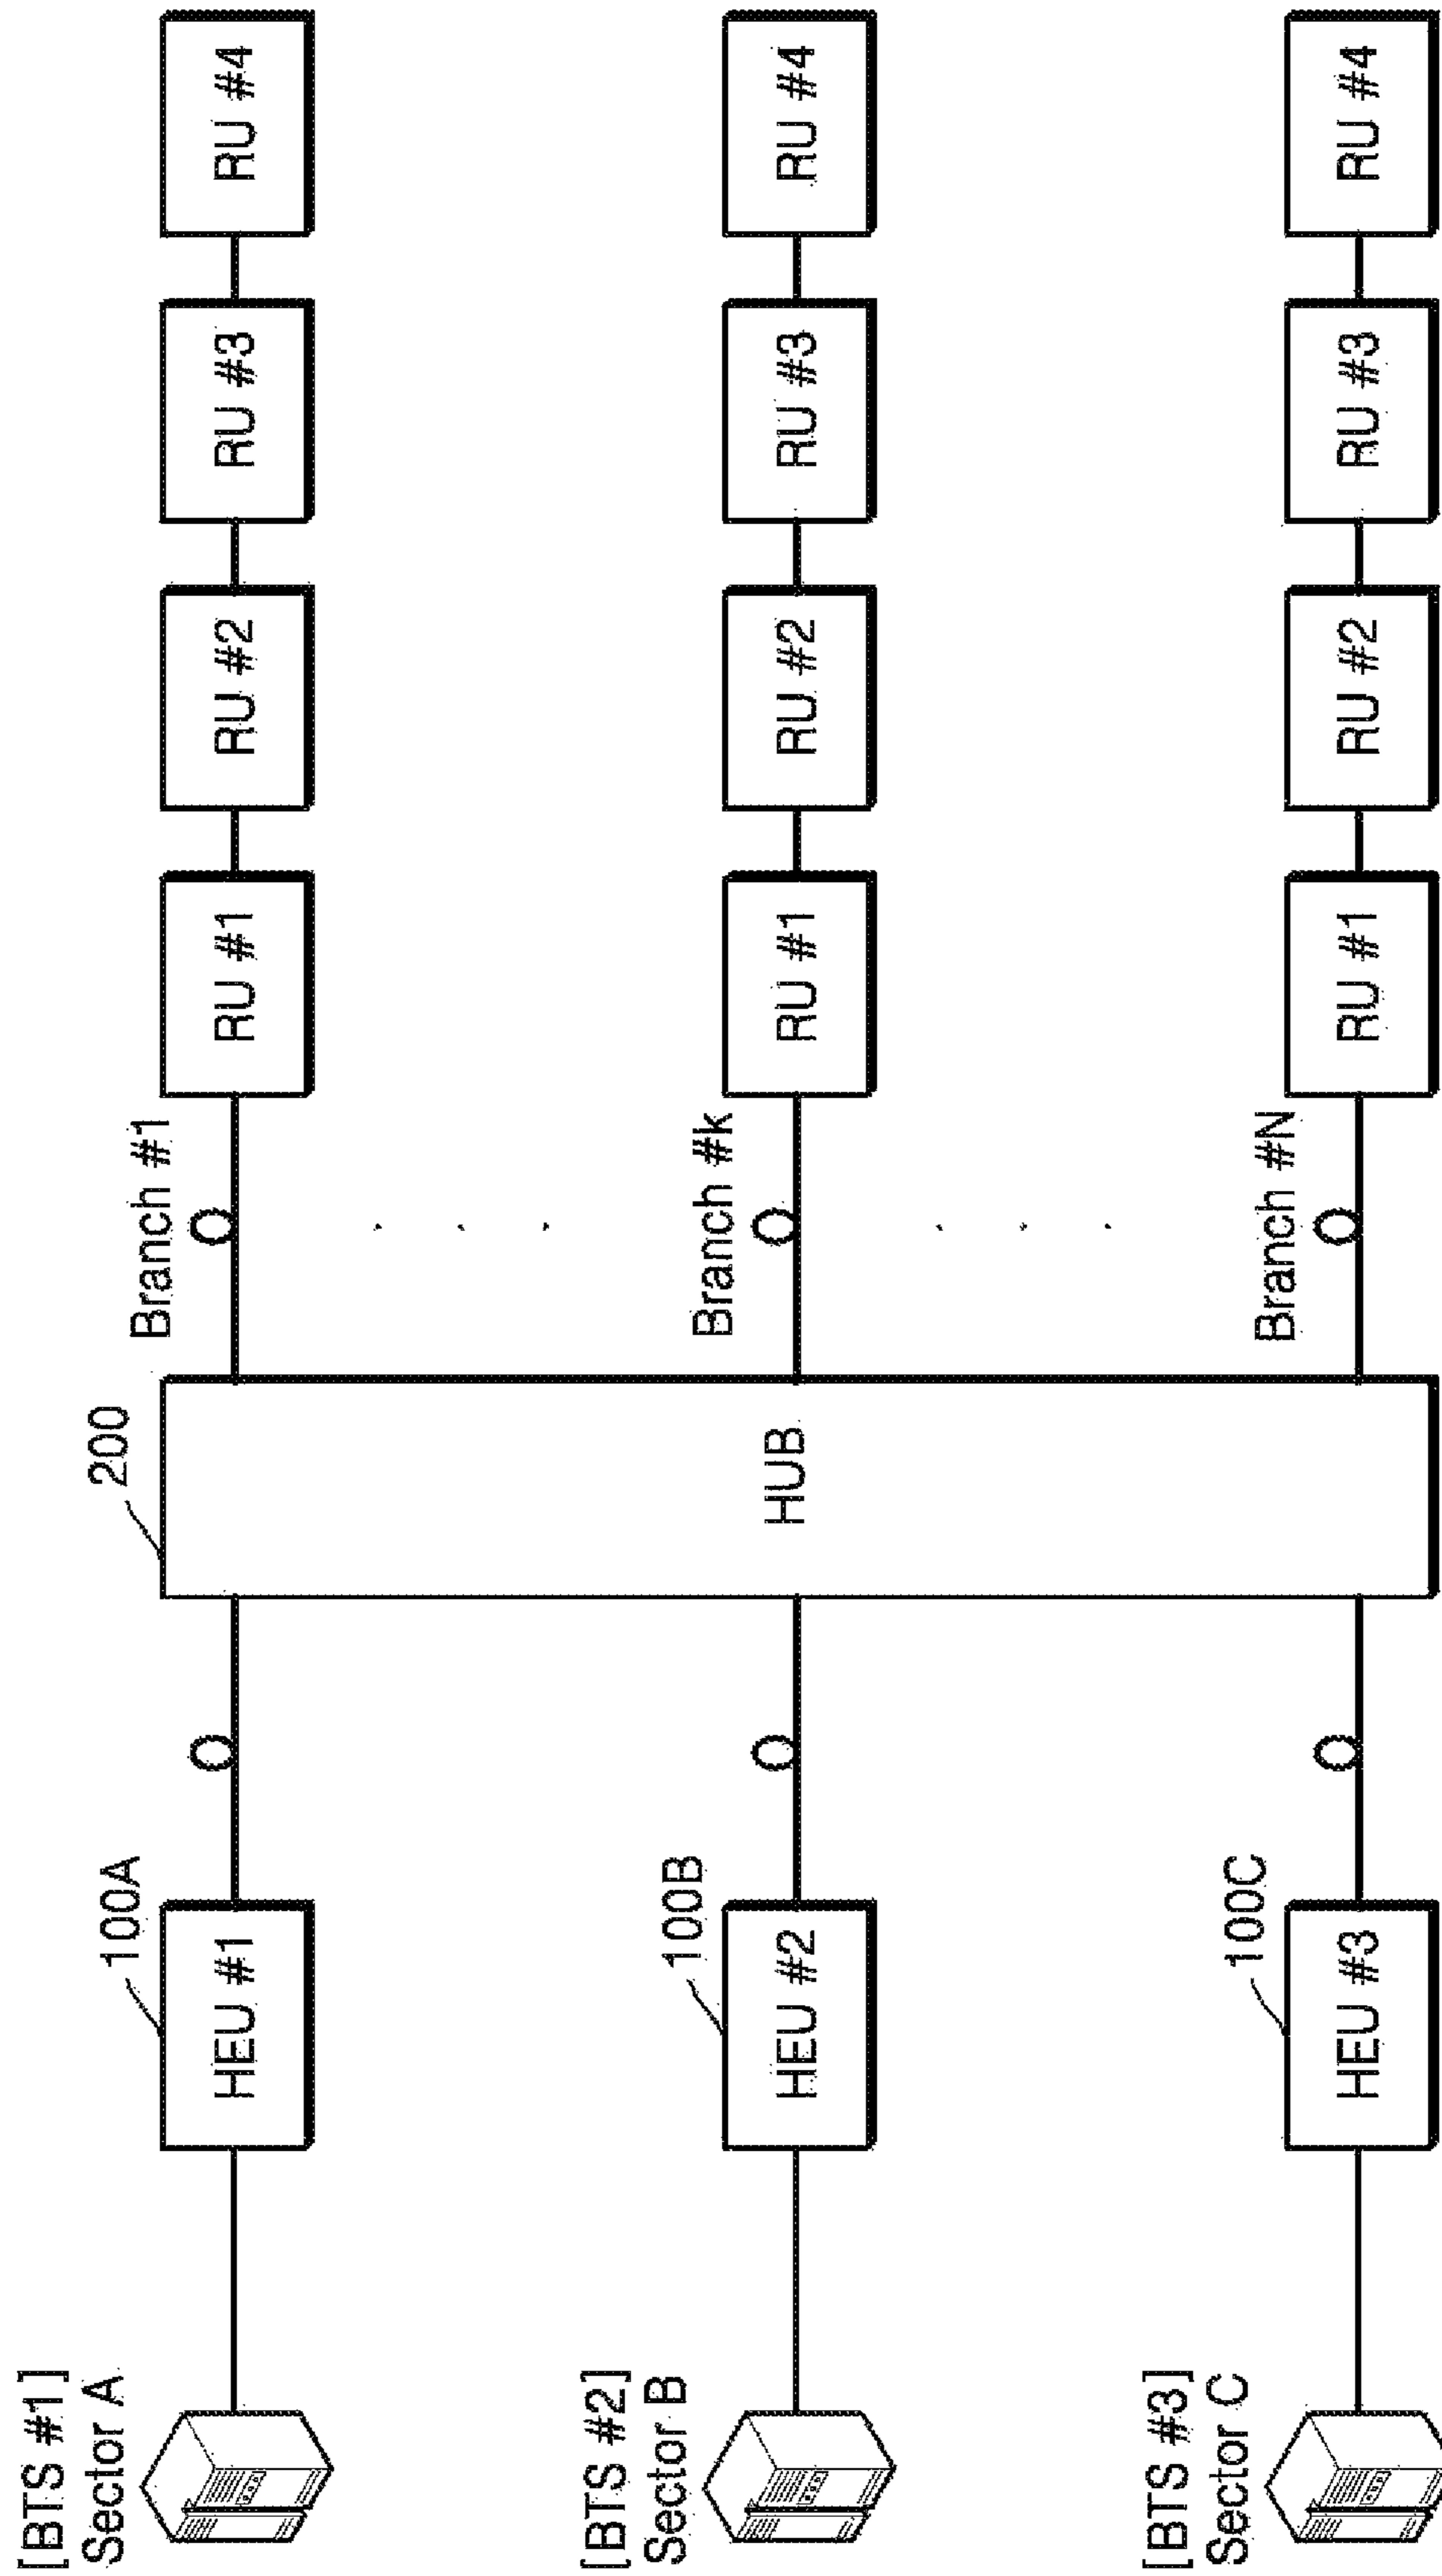 [BTS #1]
Sector A
100A
HEU #1
200
HUB
Branch #1
RU #1
RU #2
RU #3
RU #4
[BTS #2]
Sector B
100B
HEU #2
Branch #k
RU #1
RU #2
RU #3
RU #4
[BTS #3]
Sector C
100C
HEU #3
Branch #N
RU #1
RU #2
RU #3
RU #4